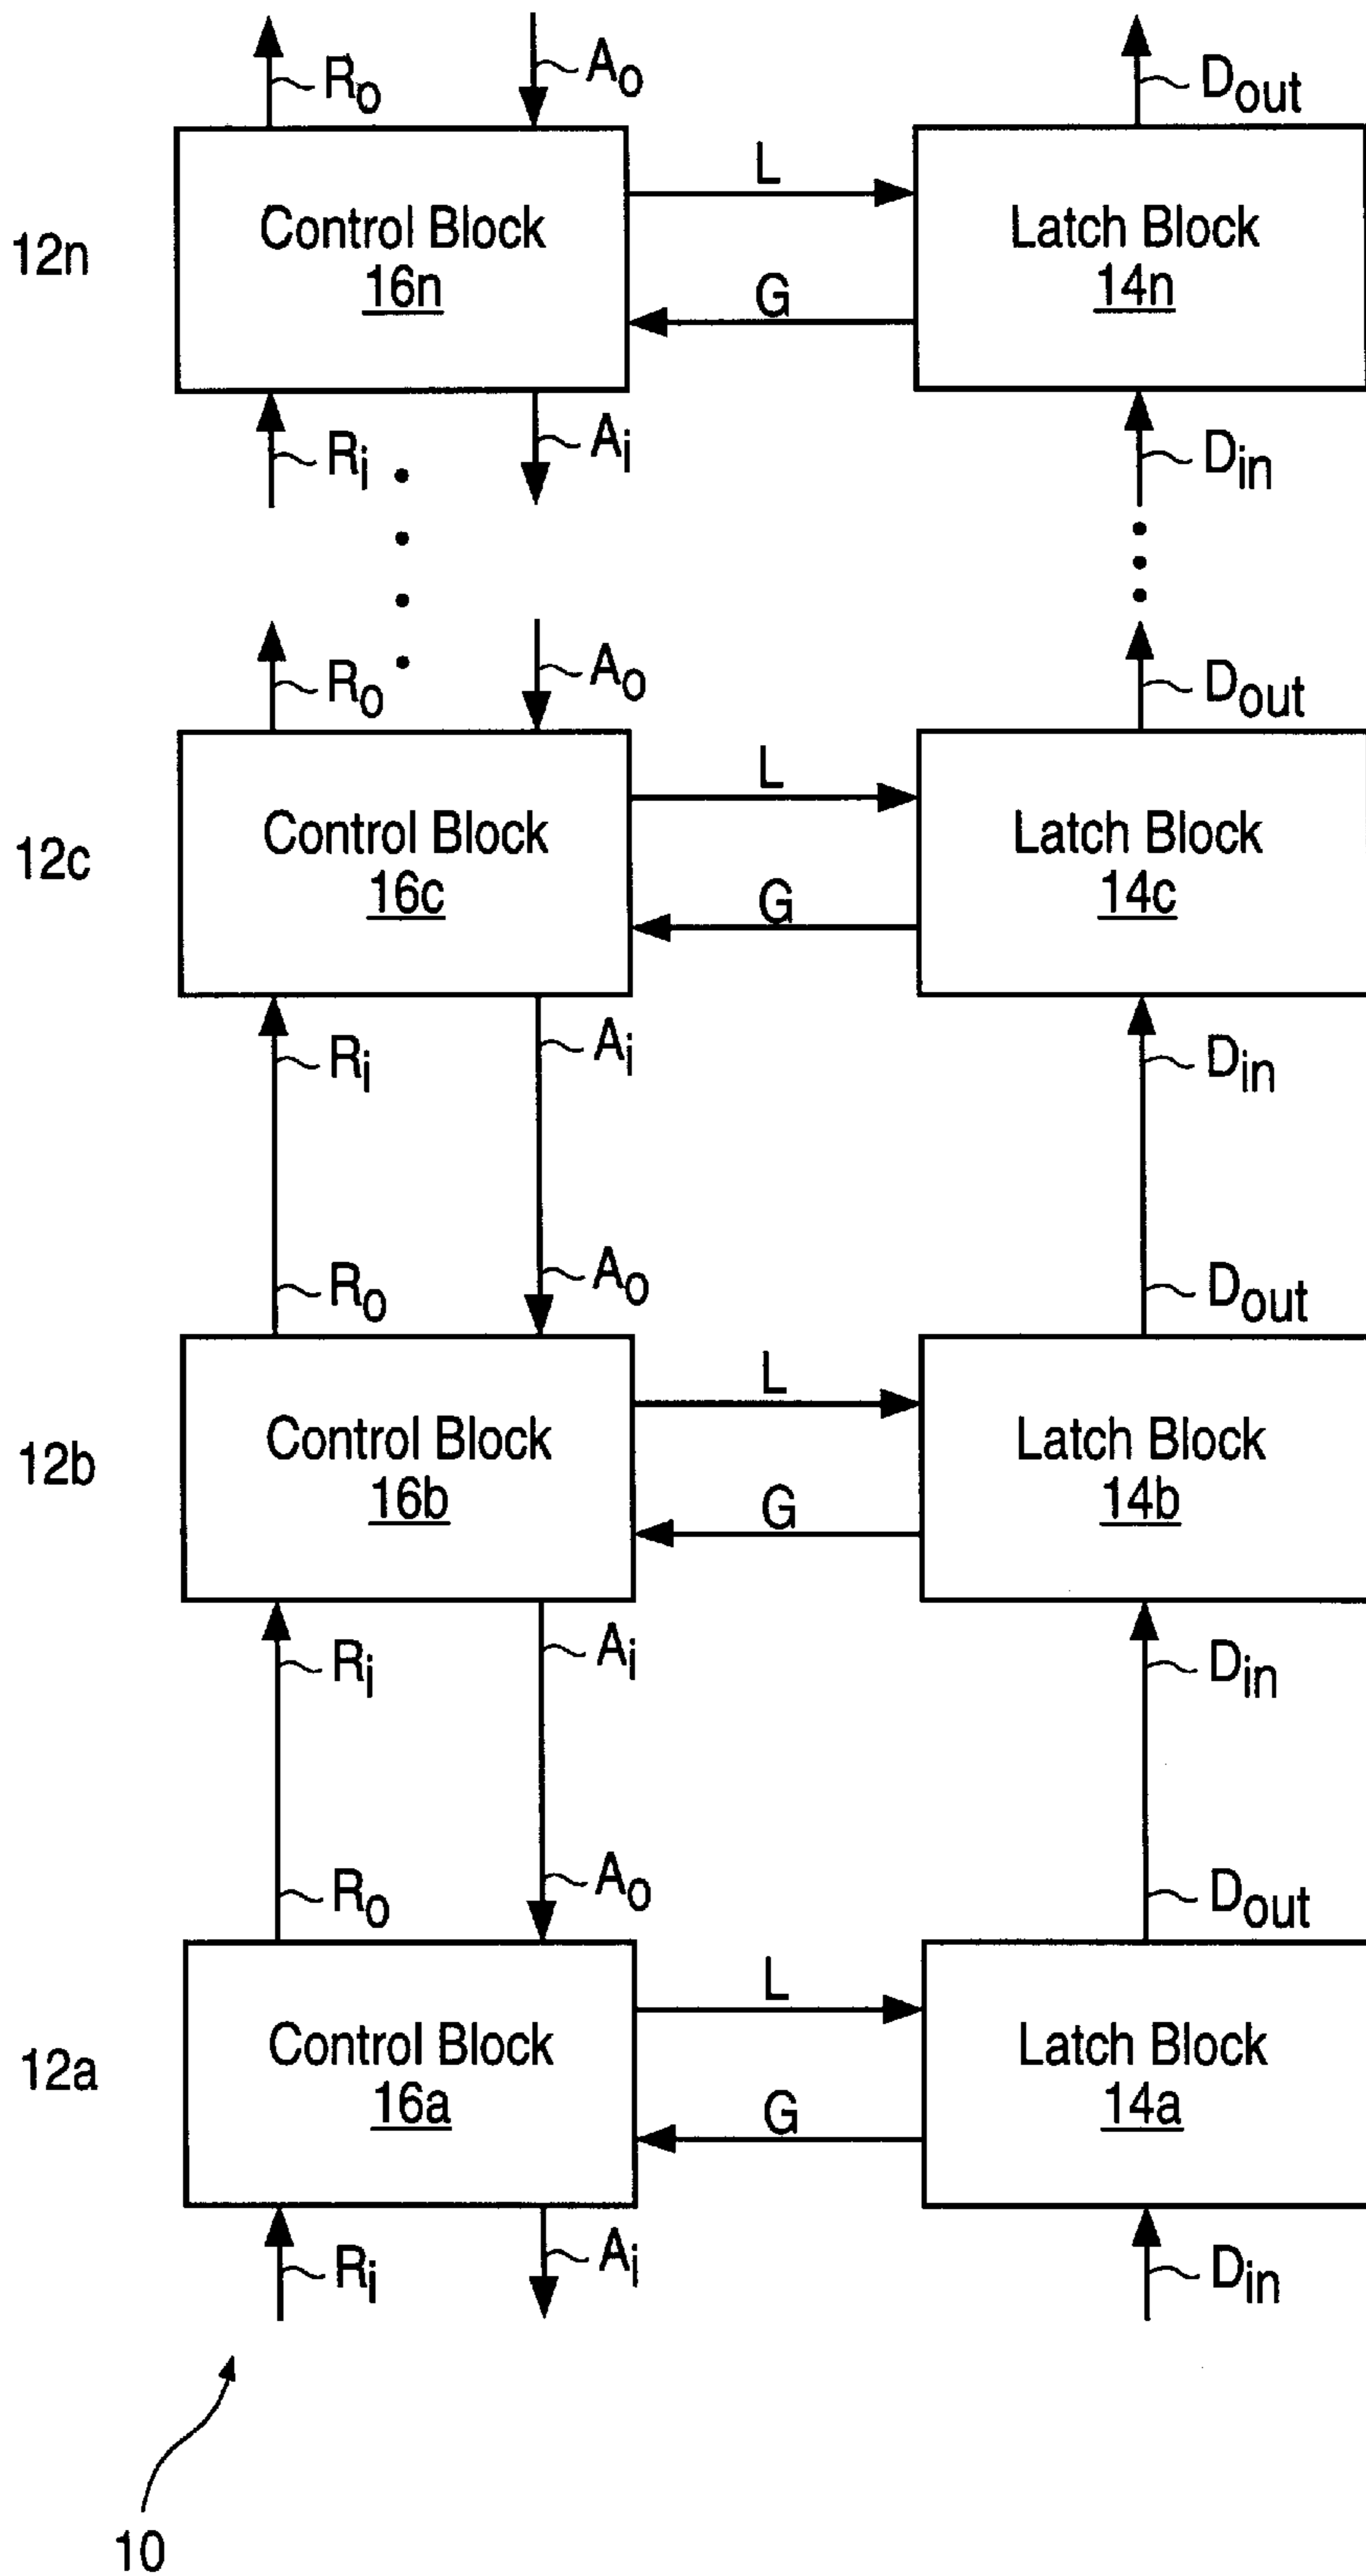 Ro Ao Dout
12n Control Block L Latch Block
16n G 14n
Ri Ai Din
Ro Ao Dout
12c Control Block L Latch Block
16c G 14c
Ri Ai Din
Ro Ao Dout
12b Control Block L Latch Block
16b G 14b
Ri Ai Din
Ro Ao Dout
12a Control Block L Latch Block
16a G 14a
Ri Ai Din
10